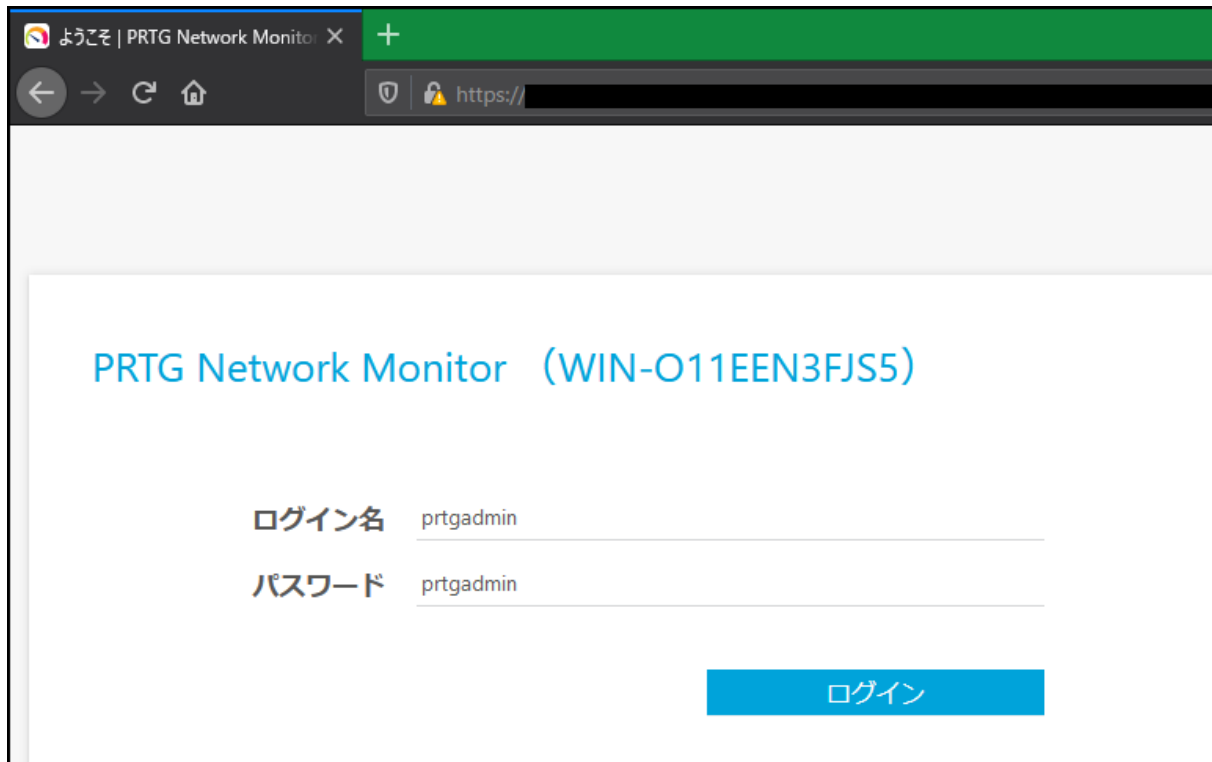 ようこそ | PRTG Network Monito
https://
PRTG Network Monitor （WIN-O11EEN3FJS5）
ログイン名 prtgadmin
パスワード prtgadmin
ログイン